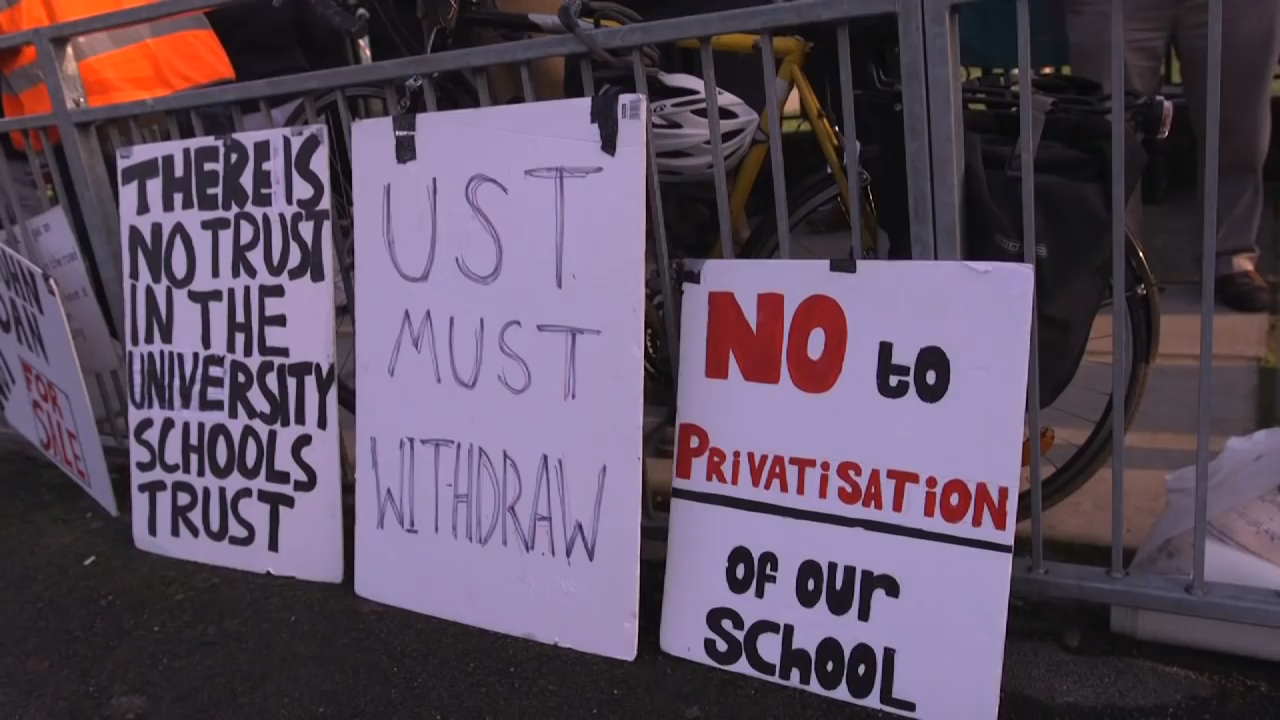 FOR
SALE
THERE IS
NO TRUST
IN THE
UNIVERSITY
SCHOOLS
TRUST
UST
MUST
WITHDRAW
NO to
PRiVATiSATiON
of our
SChOOL